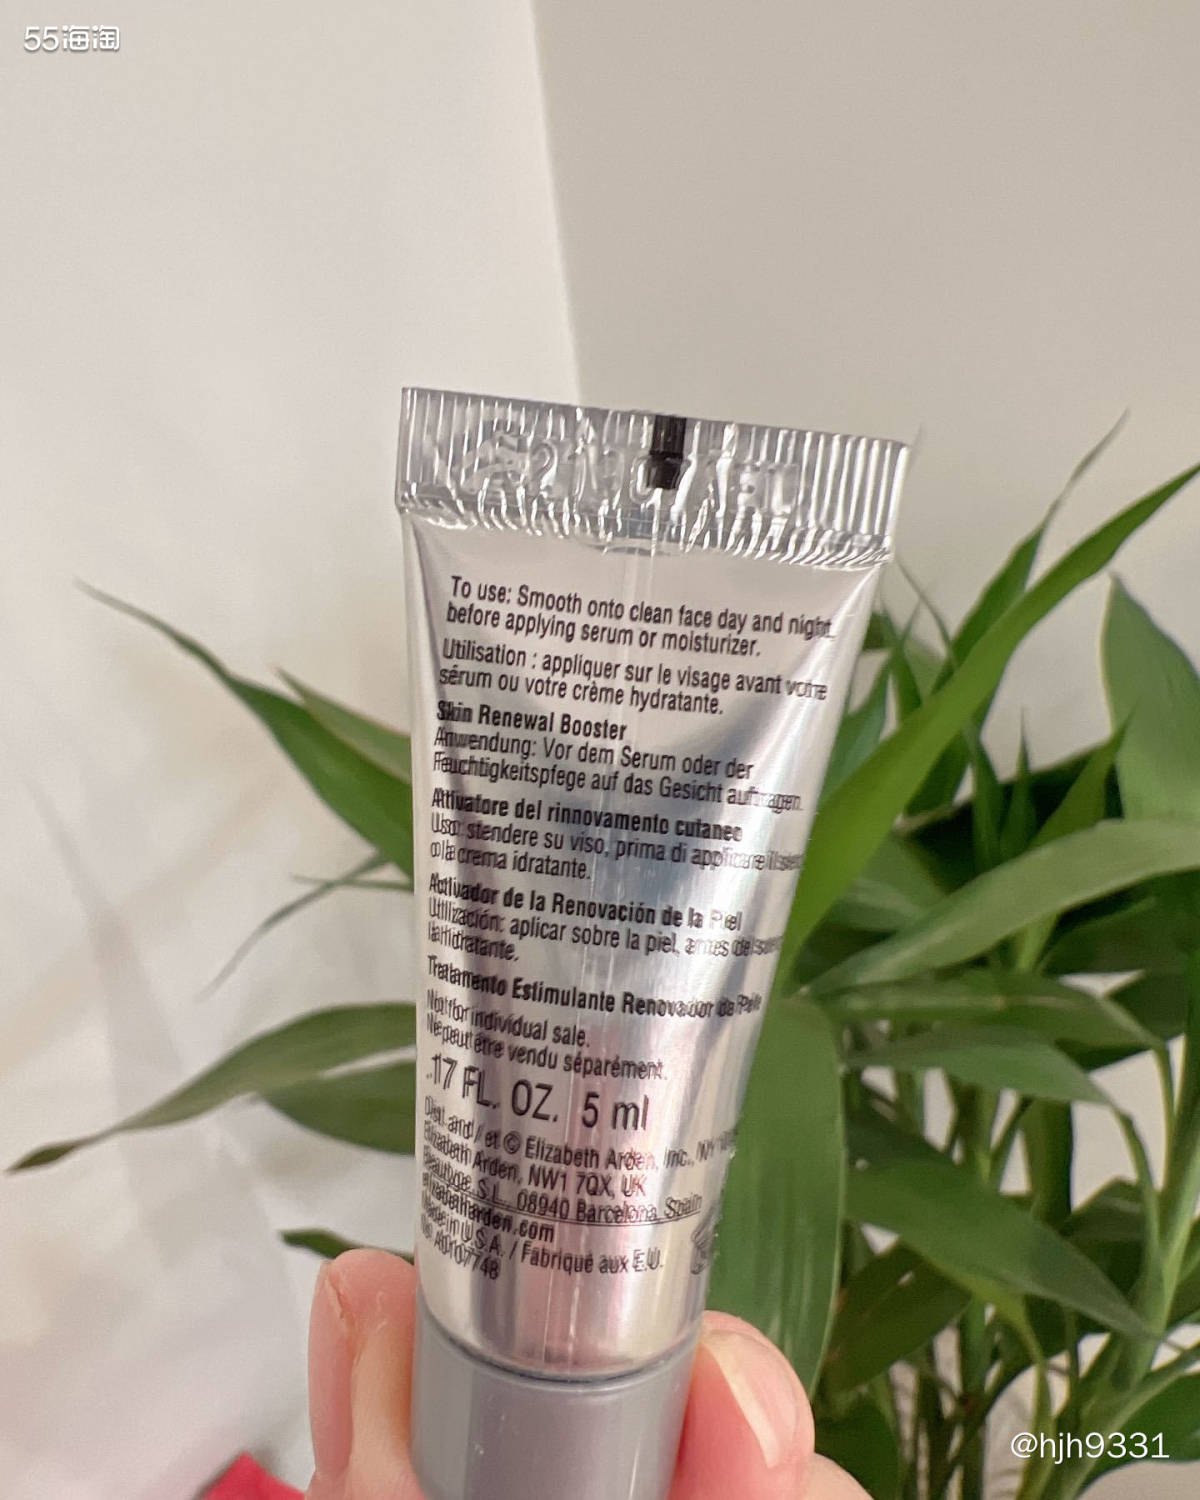 55海淘
To use: Smooth onto clean face day and night,
before applying serum or moisturizer.
Utilisation : appliquer sur le visage avant votre
sérum ou votre crème hydratante.
Skin Renewal Booster
Anwendung: Vor dem Serum oder der
Feuchtigkeitspfege auf das Gesicht auftragen.
Attivatore del rinnovamento cutaneo
Uso: stendere su viso, prima di applicare il
o la crema idratante.
Activador de la Renovación de la Piel
Utilización: aplicar sobre la piel, antes del
la hidratante.
Tratamento Estimulante Renovador da Pele
Not for individual sale.
Ne peut être vendu séparément.
.17 FL. OZ. 5 ml
Dist. and / et © Elizabeth Arden, Inc., NY
Elizabeth Arden, NW1 7QX, UK
Beautyge, S.L., 08940 Barcelona, Spain
elizabetharden.com
Made in U.S.A. / Fabriqué aux E.U.
A0107748
@hjh9331